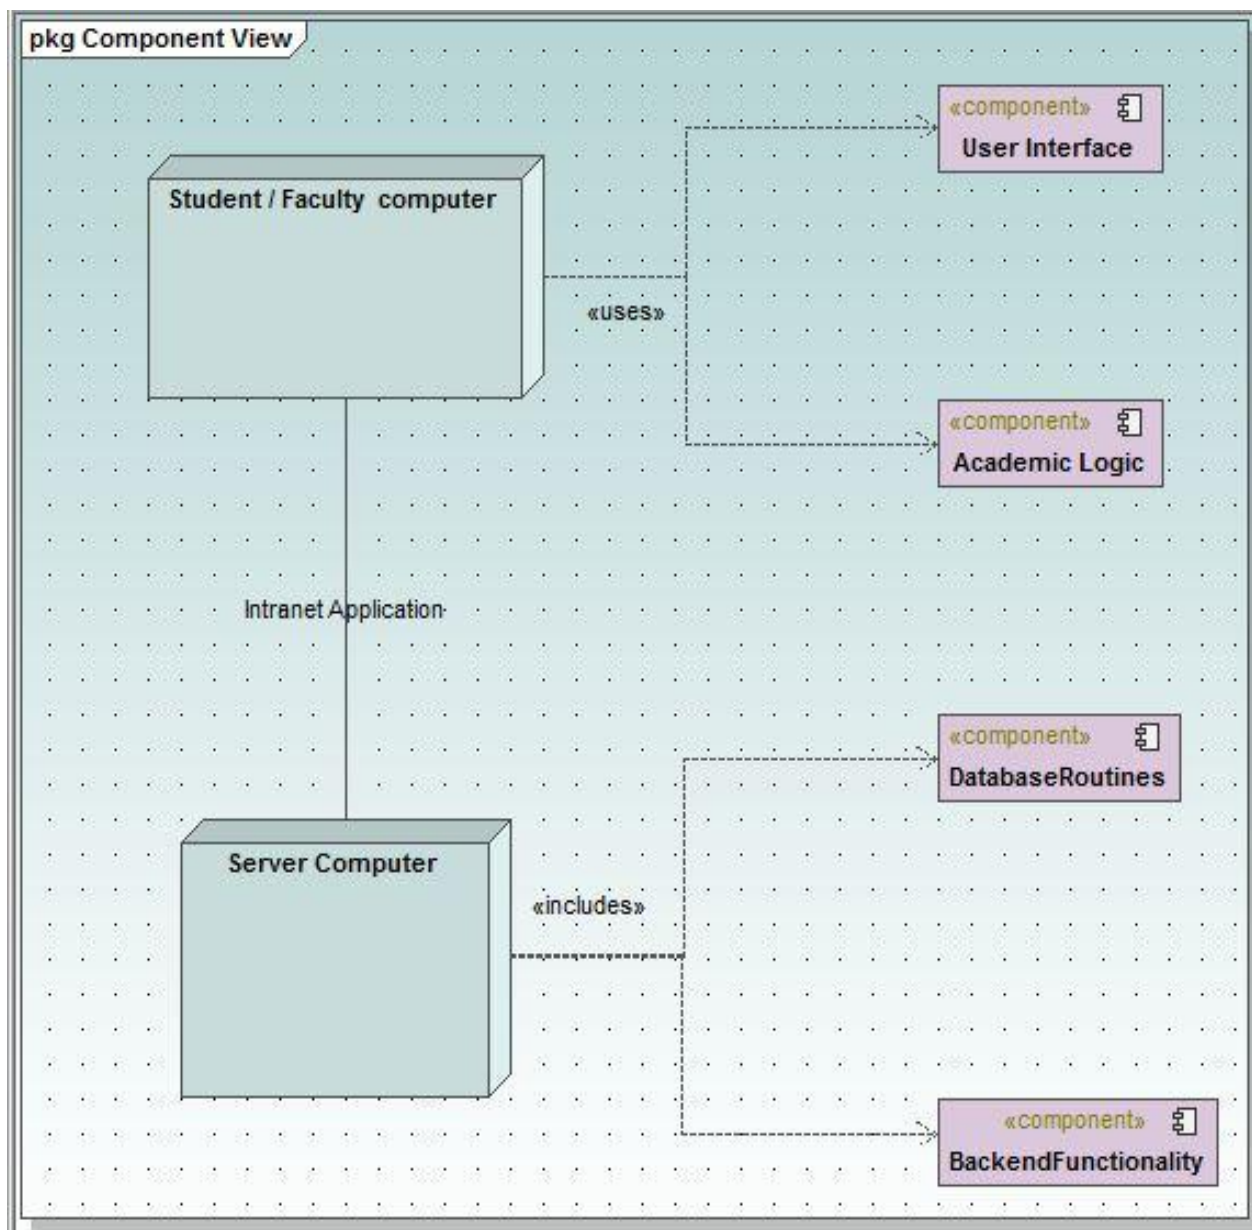 pkg Component View
«component»
User Interface
Student / Faculty computer
«uses»
«component»
Academic Logic
Intranet Application
«component»
DatabaseRoutines
Server Computer
«includes»
«component»
BackendFunctionality